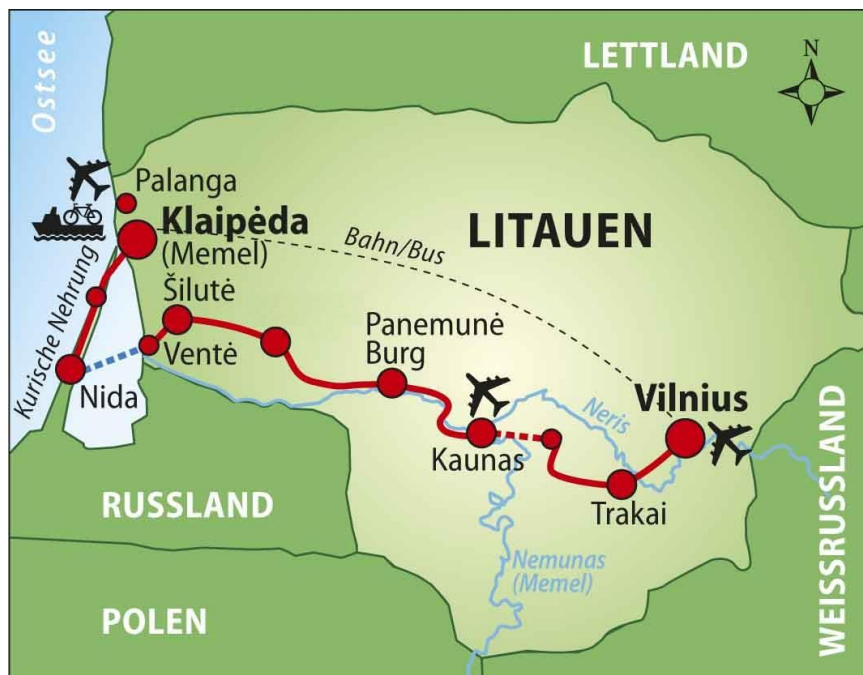 LETTLAND
N
Ostsee
Palanga
Klaipėda
(Memel)
Bahn/Bus
LITAUEN
Šilutė
Kurische Nehrung
Ventė
Panemunė
Burg
Nida
Neris
Vilnius
Kaunas
Trakai
RUSSLAND
Nemunas
(Memel)
POLEN
WEISSRUSSLAND